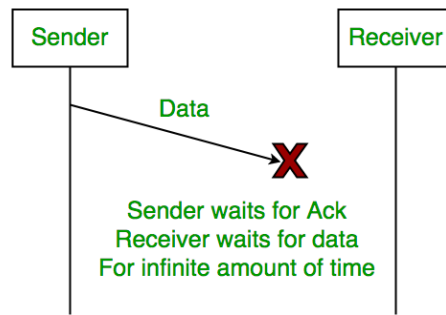 Sender
Receiver
Data
X
Sender waits for Ack
Receiver waits for data
For infinite amount of time